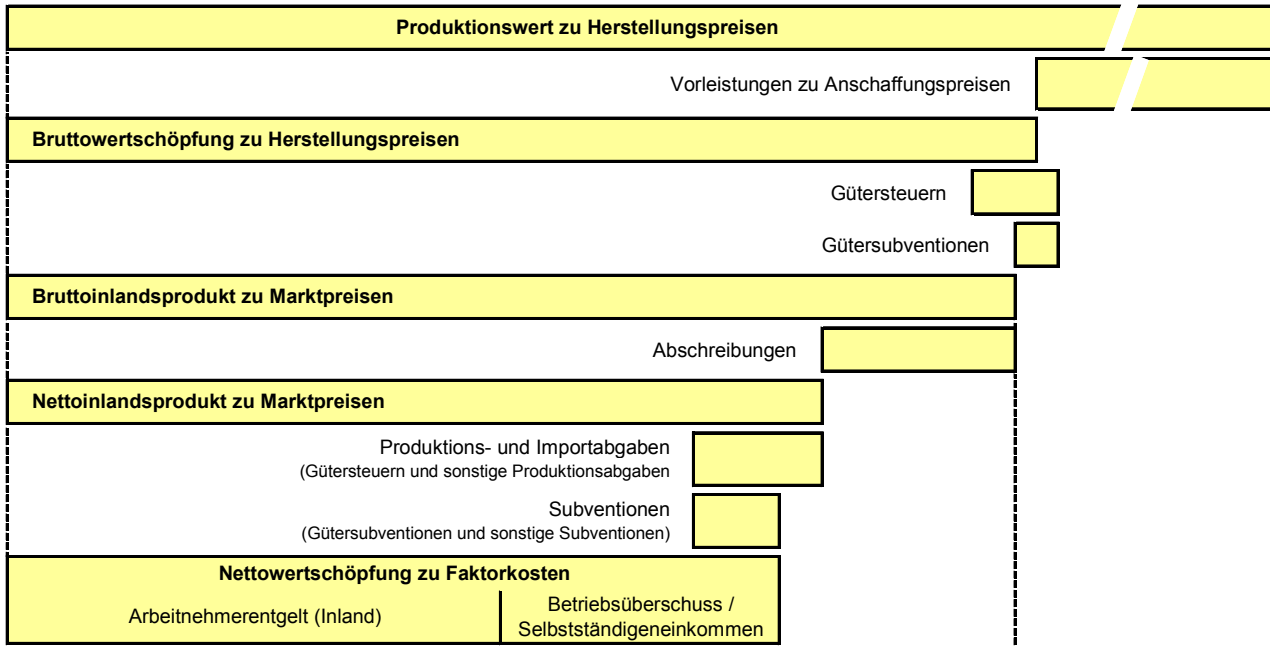 Produktionswert zu Herstellungspreisen
Vorleistungen zu Anschaffungspreisen
Bruttowertschöpfung zu Herstellungspreisen
Gütersteuern
Gütersubventionen
Bruttoinlandsprodukt zu Marktpreisen
Abschreibungen
Nettoinlandsprodukt zu Marktpreisen
Produktions- und Importabgaben
(Gütersteuern und sonstige Produktionsabgaben
Subventionen
(Gütersubventionen und sonstige Subventionen)
Nettowertschöpfung zu Faktorkosten
Arbeitnehmerentgelt (Inland)
Betriebsüberschuss /
Selbstständigeneinkommen